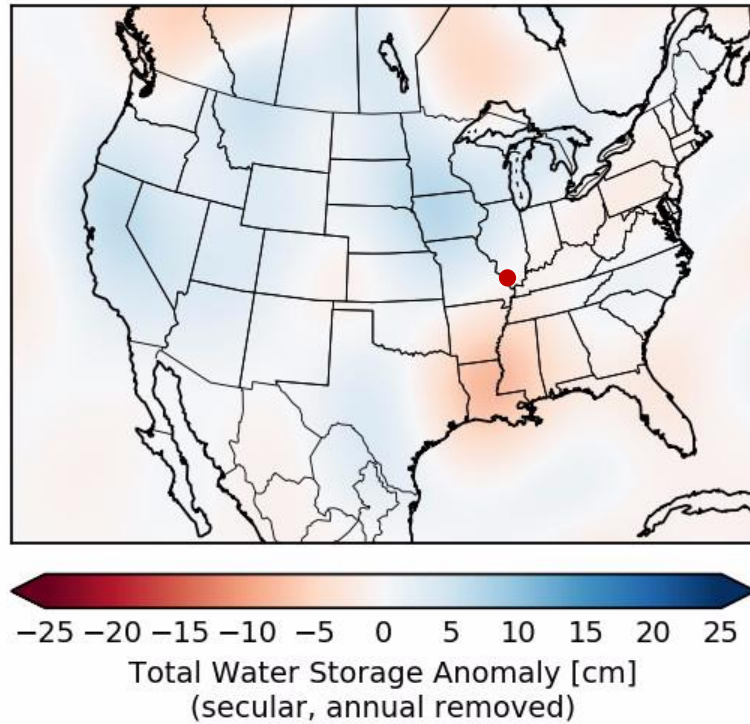 −25 −20 −15 −10 −5 0 5 10 15 20 25
Total Water Storage Anomaly [cm]
(secular, annual removed)